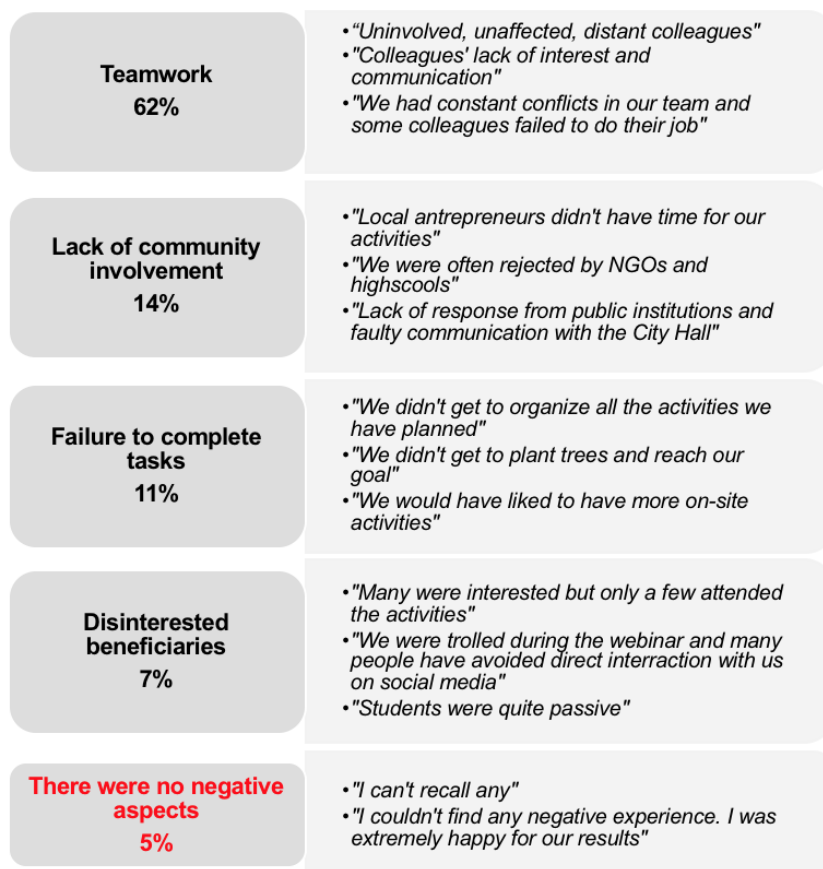 Teamwork
62%
•“Uninvolved, unaffected, distant colleagues"
•"Colleagues' lack of interest and
communication"
•"We had constant conflicts in our team and
some colleagues failed to do their job"
Lack of community
involvement
14%
•"Local antrepreneurs didn't have time for our
activities"
•"We were often rejected by NGOs and
highscools"
•"Lack of response from public institutions and
faulty communication with the City Hall"
Failure to complete
tasks
11%
•"We didn't get to organize all the activities we
have planned"
•"We didn't get to plant trees and reach our
goal"
•"We would have liked to have more on-site
activities"
Disinterested
beneficiaries
7%
•"Many were interested but only a few attended
the activities"
•"We were trolled during the webinar and many
people have avoided direct interraction with us
on social media"
•"Students were quite passive"
There were no negative
aspects
5%
•"I can't recall any"
•"I couldn't find any negative experience. I was
extremely happy for our results"